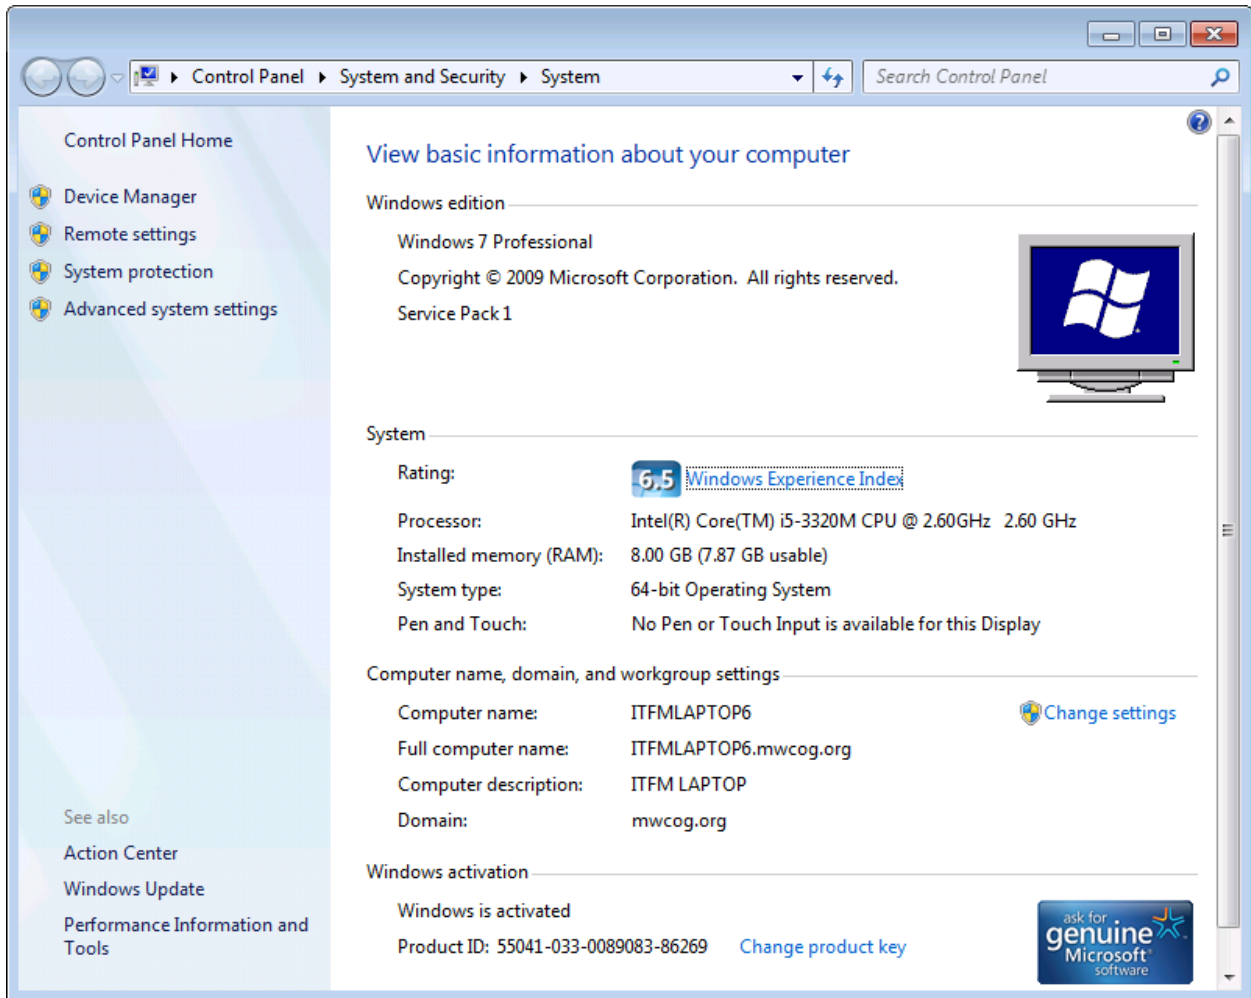 Control Panel ▸ System and Security ▸ System
Search Control Panel
Control Panel Home
Device Manager
Remote settings
System protection
Advanced system settings
See also
Action Center
Windows Update
Performance Information and
Tools
View basic information about your computer
Windows edition
Windows 7 Professional
Copyright © 2009 Microsoft Corporation.  All rights reserved.
Service Pack 1
System
Rating:
6.5 Windows Experience Index
Processor: Intel(R) Core(TM) i5-3320M CPU @ 2.60GHz  2.60 GHz
Installed memory (RAM): 8.00 GB (7.87 GB usable)
System type: 64-bit Operating System
Pen and Touch: No Pen or Touch Input is available for this Display
Computer name, domain, and workgroup settings
Computer name: ITFMLAPTOP6 Change settings
Full computer name: ITFMLAPTOP6.mwcog.org
Computer description: ITFM LAPTOP
Domain: mwcog.org
Windows activation
Windows is activated
Product ID: 55041-033-0089083-86269 Change product key
ask for
genuine
Microsoft
software